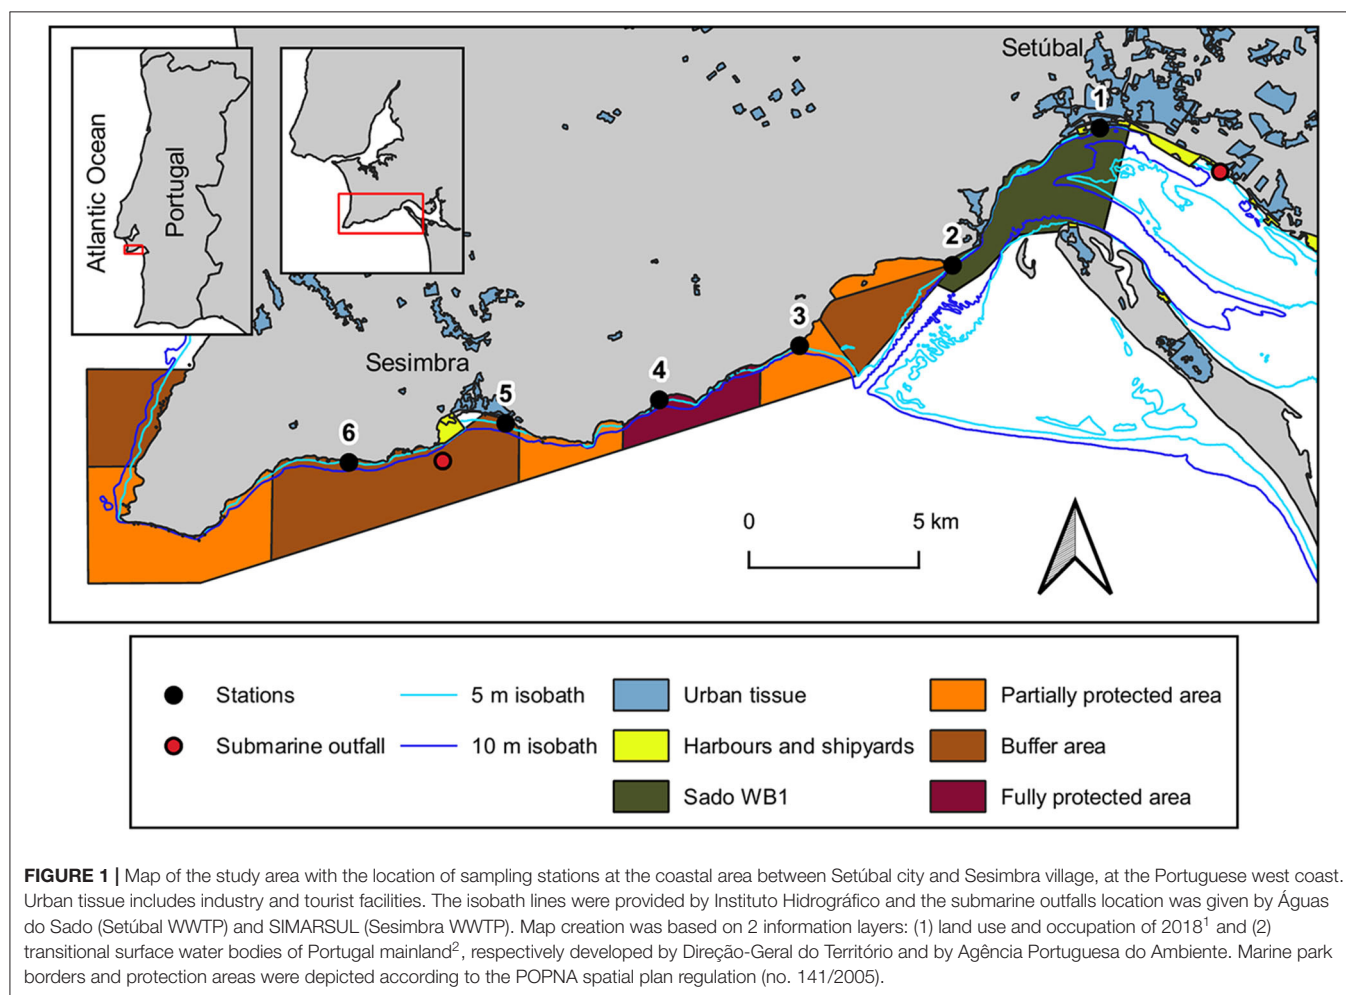 Atlantic Ocean
Portugal
Setúbal
1
2
3
Sesimbra
4
5
6
0 5 km
Stations
5 m isobath
Urban tissue
Partially protected area
Submarine outfall
10 m isobath
Harbours and shipyards
Buffer area
Sado WB1
Fully protected area
FIGURE 1 | Map of the study area with the location of sampling stations at the coastal area between Setúbal city and Sesimbra village, at the Portuguese west coast.
Urban tissue includes industry and tourist facilities. The isobath lines were provided by Instituto Hidrográfico and the submarine outfalls location was given by Águas
do Sado (Setúbal WWTP) and SIMARSUL (Sesimbra WWTP). Map creation was based on 2 information layers: (1) land use and occupation of 2018¹ and (2)
transitional surface water bodies of Portugal mainland², respectively developed by Direção-Geral do Território and by Agência Portuguesa do Ambiente. Marine park
borders and protection areas were depicted according to the POPNA spatial plan regulation (no. 141/2005).